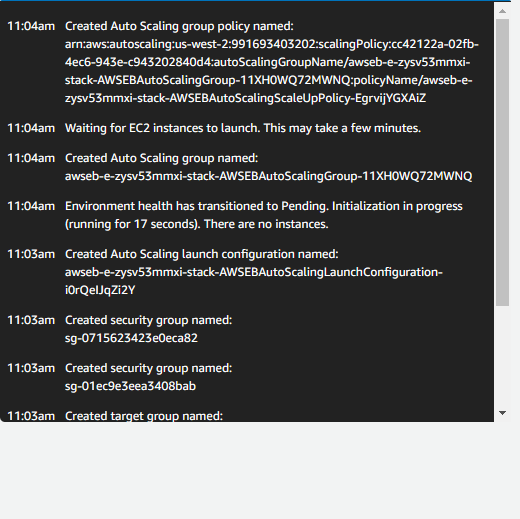 11:04am Created Auto Scaling group policy named:
arn:aws:autoscaling:us-west-2:991693403202:scalingPolicy:cc42122a-02fb-
4ec6-943e-c943202840d4:autoScalingGroupName/awseb-e-zysv53mmxi-
stack-AWSEBAutoScalingGroup-11XH0WQ72MWNQ:policyName/awseb-e-
zysv53mmxi-stack-AWSEBAutoScalingScaleUpPolicy-EgrvijYGXAiZ
11:04am Waiting for EC2 instances to launch. This may take a few minutes.
11:04am Created Auto Scaling group named:
awseb-e-zysv53mmxi-stack-AWSEBAutoScalingGroup-11XH0WQ72MWNQ
11:04am Environment health has transitioned to Pending. Initialization in progress
(running for 17 seconds). There are no instances.
11:03am Created Auto Scaling launch configuration named:
awseb-e-zysv53mmxi-stack-AWSEBAutoScalingLaunchConfiguration-
i0rQeIJqZi2Y
11:03am Created security group named:
sg-0715623423e0eca82
11:03am Created security group named:
sg-01ec9e3eea3408bab
11:03am Created target group named: